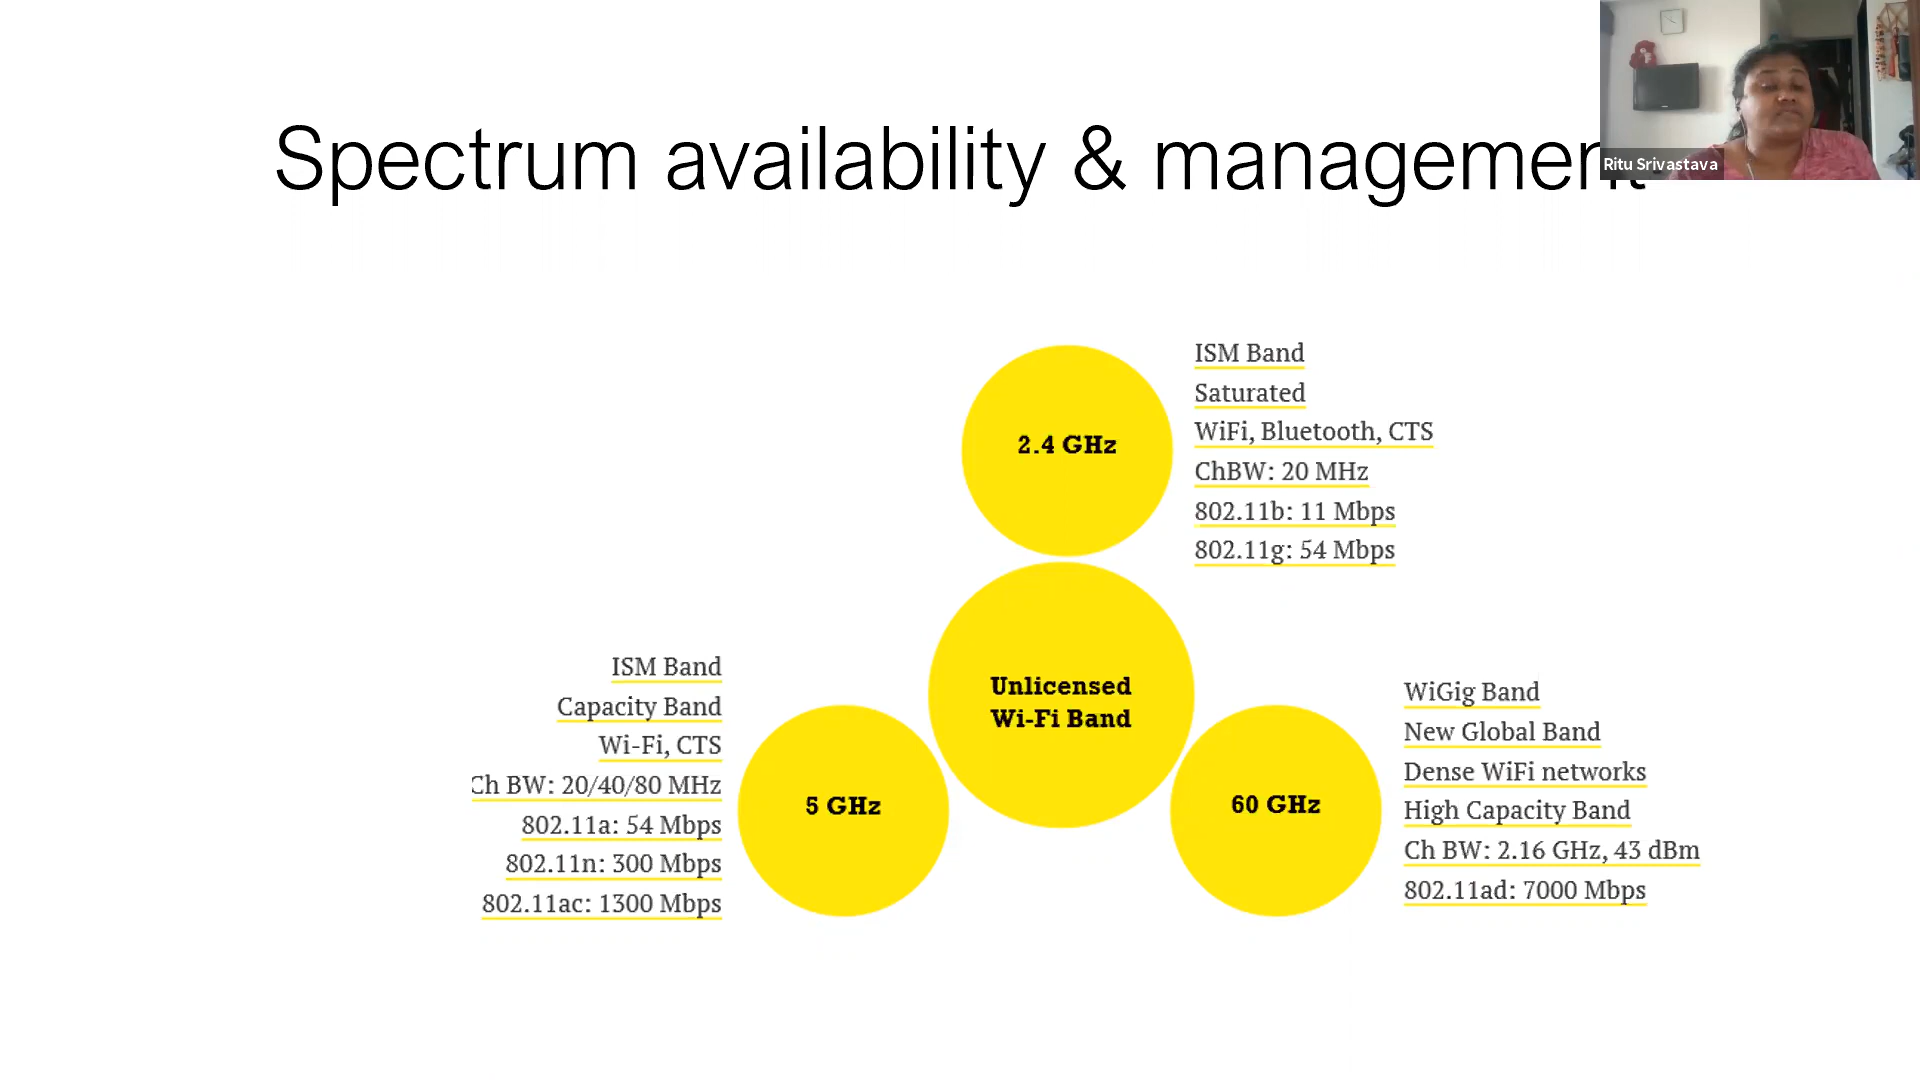 Spectrum availability & management
Ritu Srivastava
2.4 GHz
ISM Band
Saturated
WiFi, Bluetooth, CTS
ChBW: 20 MHz
802.11b: 11 Mbps
802.11g: 54 Mbps
Unlicensed
Wi-Fi Band
ISM Band
Capacity Band
Wi-Fi, CTS
Ch BW: 20/40/80 MHz
802.11a: 54 Mbps
802.11n: 300 Mbps
802.11ac: 1300 Mbps
5 GHz
60 GHz
WiGig Band
New Global Band
Dense WiFi networks
High Capacity Band
Ch BW: 2.16 GHz, 43 dBm
802.11ad: 7000 Mbps